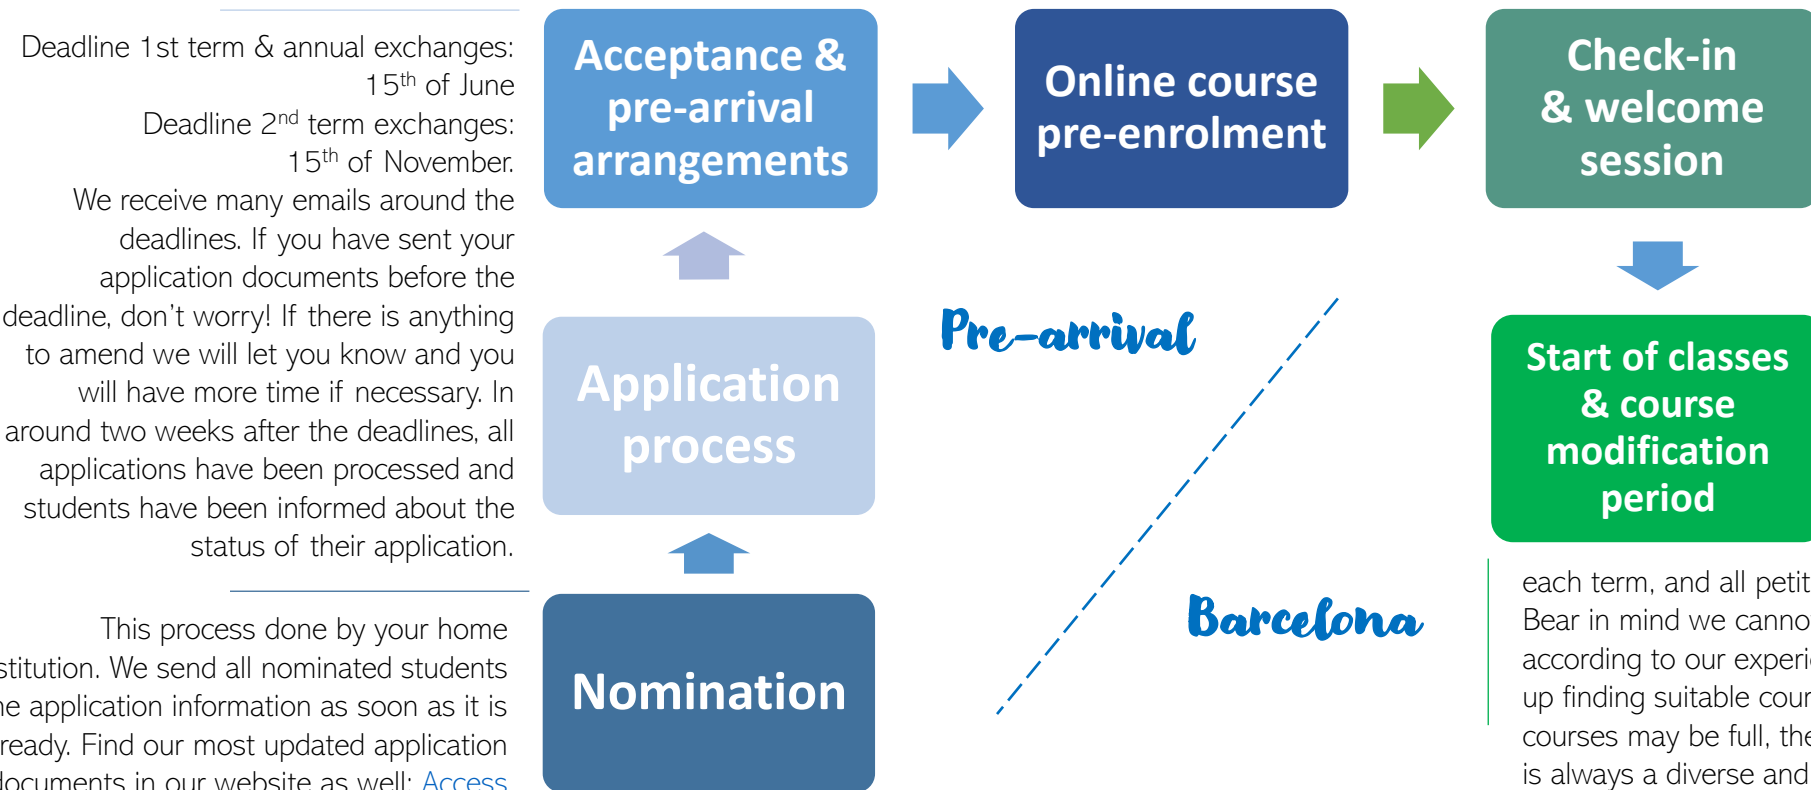 Deadline 1st term & annual exchanges:
15th of June
Deadline 2nd term exchanges:
15th of November.
We receive many emails around the
deadlines. If you have sent your
application documents before the
deadline, don’t worry! If there is anything
to amend we will let you know and you
will have more time if necessary. In
around two weeks after the deadlines, all
applications have been processed and
students have been informed about the
status of their application.
This process done by your home
stitution. We send all nominated students
he application information as soon as it is
ready. Find our most updated application
documents in our website as well: Access
Acceptance &
pre-arrival
arrangements
Application
process
Nomination
Online course
pre-enrolment
Pre-arrival
Barcelona
Check-in
& welcome
session
Start of classes
& course
modification
period
each term, and all petit
Bear in mind we canno
according to our experi
up finding suitable cour
courses may be full, the
is always a diverse and